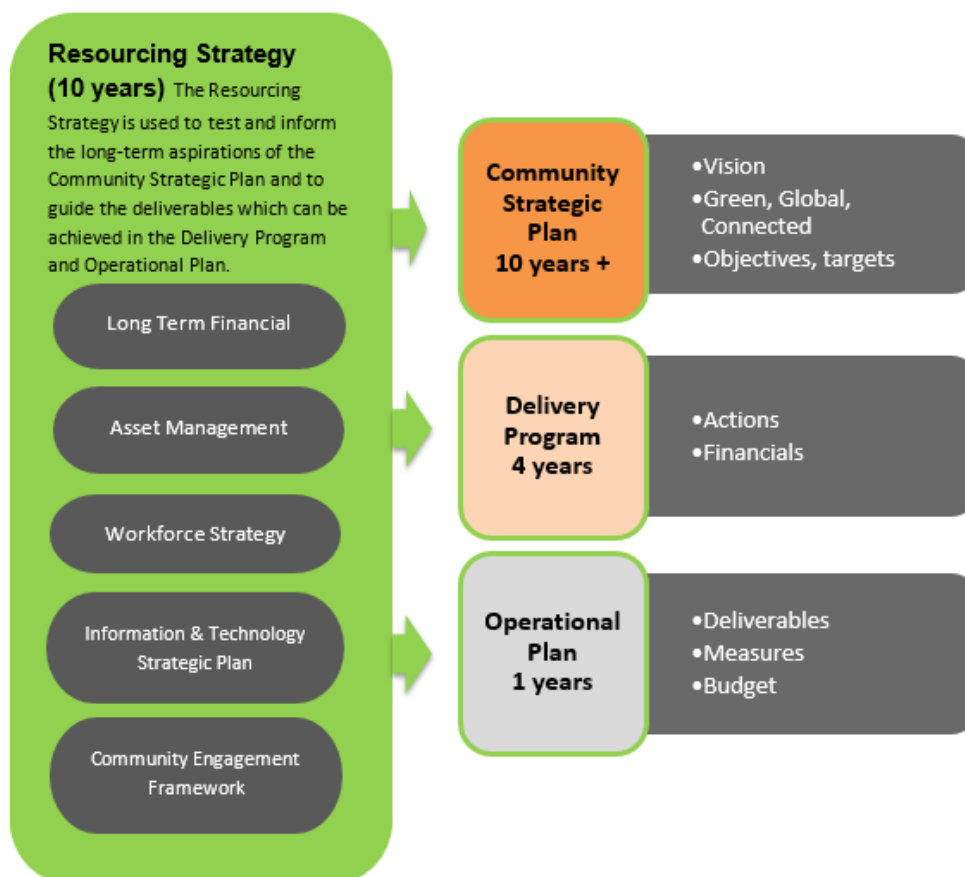 Resourcing Strategy
(10 years) The Resourcing
Strategy is used to test and inform
the long-term aspirations of the
Community Strategic Plan and to
guide the deliverables which can be
achieved in the Delivery Program
and Operational Plan.
Long Term Financial
Asset Management
Workforce Strategy
Information & Technology
Strategic Plan
Community Engagement
Framework
Community
Strategic
Plan
10 years +
•Vision
•Green, Global,
Connected
•Objectives, targets
Delivery
Program
4 years
•Actions
•Financials
Operational
Plan
1 years
•Deliverables
•Measures
•Budget